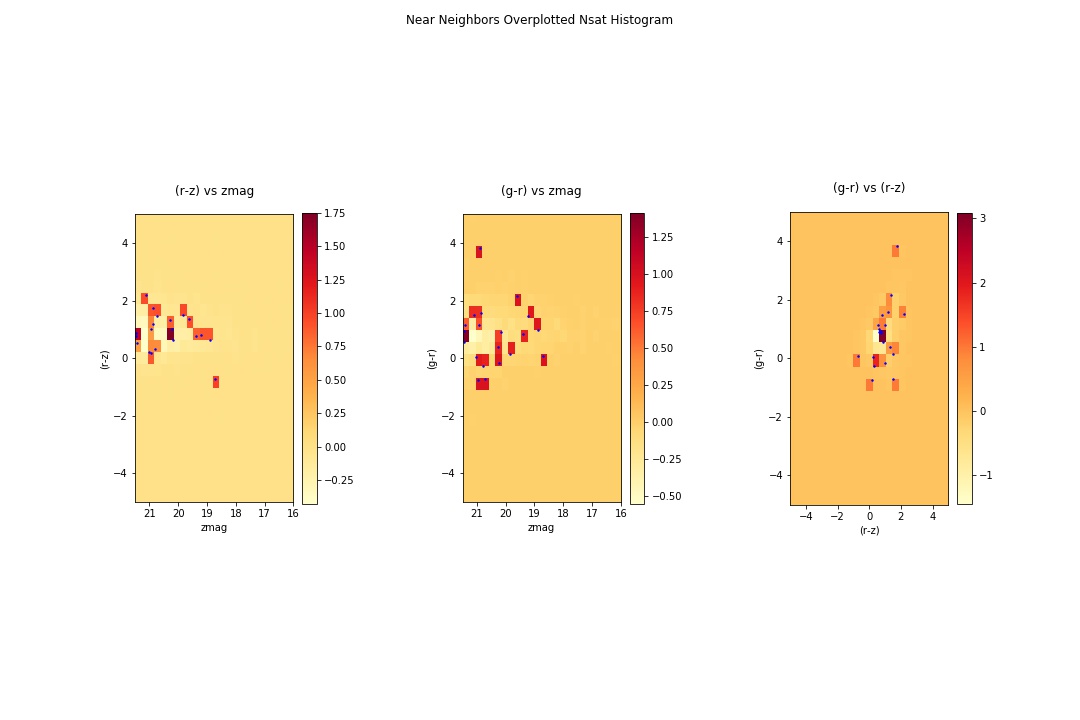 Near Neighbors Overplotted Nsat Histogram
(r-z) vs zmag
4
2
0
−2
−4
(r-z)
21 20 19 18 17 16
zmag
1.75
1.50
1.25
1.00
0.75
0.50
0.25
0.00
−0.25
(g-r) vs zmag
4
2
0
−2
−4
(g-r)
21 20 19 18 17 16
zmag
1.25
1.00
0.75
0.50
0.25
0.00
−0.25
−0.50
(g-r) vs (r-z)
4
2
0
−2
−4
(g-r)
−4 −2 0 2 4
(r-z)
3
2
1
0
−1